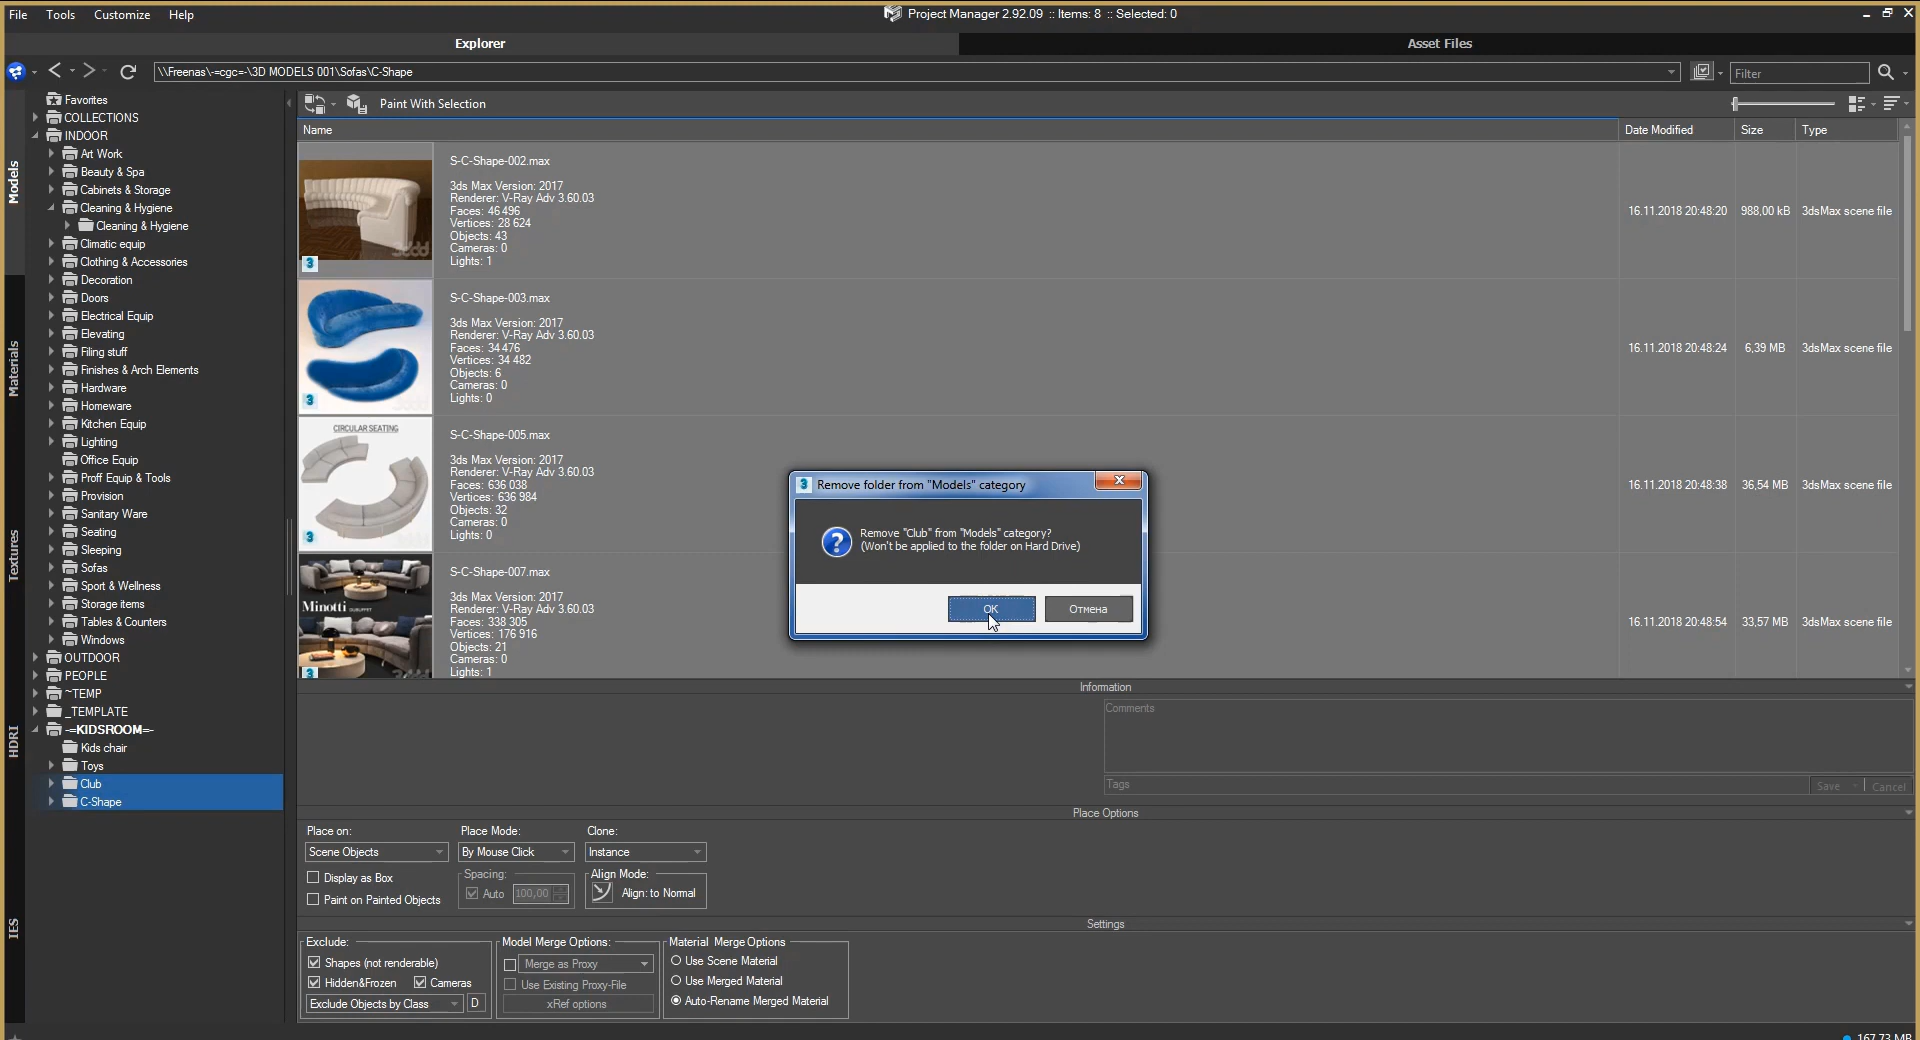 File Tools Customize Help
Project Manager 2.92.09 :: Items: 8 :: Selected: 0
Explorer
Asset Files
\\Freenas\-=cgc=-\3D MODELS 001\Sofas\C-Shape
Filter
Models
Materials
Textures
HDRI
IES
Favorites
COLLECTIONS
INDOOR
Art Work
Beauty & Spa
Cabinets & Storage
Cleaning & Hygiene
Cleaning & Hygiene
Climatic equip
Clothing & Accessories
Decoration
Doors
Electrical Equip
Elevating
Filing stuff
Finishes & Arch Elements
Hardware
Homeware
Kitchen Equip
Lighting
Office Equip
Proff Equip & Tools
Provision
Sanitary Ware
Seating
Sleeping
Sofas
Sport & Wellness
Storage items
Tables & Counters
Windows
OUTDOOR
PEOPLE
~TEMP
_TEMPLATE
-=KIDSROOM=-
Kids chair
Toys
Club
C-Shape
Paint With Selection
Name Date Modified Size Type
S-C-Shape-002.max
3ds Max Version: 2017
Renderer: V-Ray Adv 3.60.03
Faces: 46 496
Vertices: 28 624
Objects: 43
Cameras: 0
Lights: 1
16.11.2018 20:48:20 988,00 kB 3dsMax scene file
3ddd
3
S-C-Shape-003.max
3ds Max Version: 2017
Renderer: V-Ray Adv 3.60.03
Faces: 34 476
Vertices: 34 482
Objects: 6
Cameras: 0
Lights: 0
16.11.2018 20:48:24 6,39 MB 3dsMax scene file
3
CIRCULAR SEATING
S-C-Shape-005.max
3ds Max Version: 2017
Renderer: V-Ray Adv 3.60.03
Faces: 636 038
Vertices: 636 984
Objects: 32
Cameras: 0
Lights: 0
16.11.2018 20:48:38 36,54 MB 3dsMax scene file
3
Minotti
S-C-Shape-007.max
3ds Max Version: 2017
Renderer: V-Ray Adv 3.60.03
Faces: 338 305
Vertices: 176 916
Objects: 21
Cameras: 0
Lights: 1
16.11.2018 20:48:54 33,57 MB 3dsMax scene file
3
3 Remove folder from "Models" category
Remove "Club" from "Models" category?
(Won't be applied to the folder on Hard Drive)
OK Отмена
Information
Comments
Tags
Save Cancel
Place Options
Place on: Place Mode: Clone:
Scene Objects By Mouse Click Instance
Display as Box
Paint on Painted Objects
Spacing:
Auto 100,00
Align Mode:
Align: to Normal
Settings
Exclude:
Shapes (not renderable)
Hidden&Frozen Cameras
Exclude Objects by Class D
Model Merge Options:
Merge as Proxy
Use Existing Proxy-File
xRef options
Material Merge Options
Use Scene Material
Use Merged Material
Auto-Rename Merged Material
167,73 MB